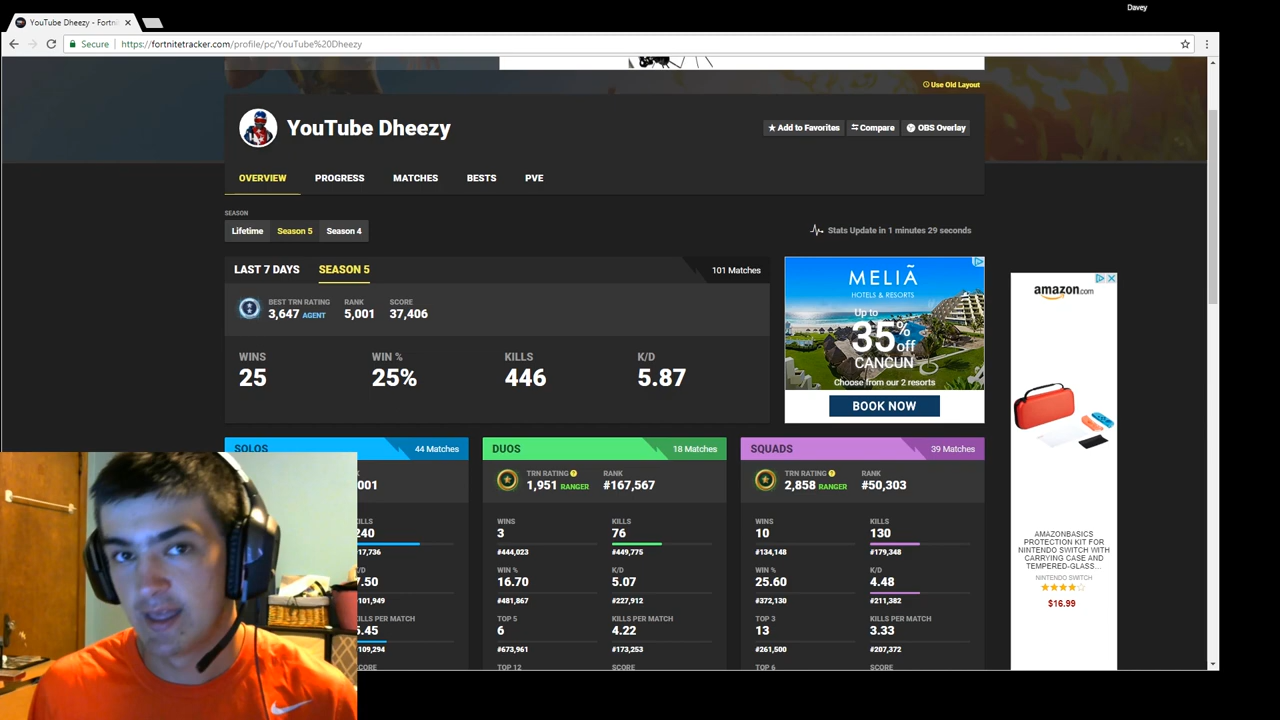 Davey
YouTube Dheezy - Fortni
Secure https://fortnitetracker.com/profile/pc/YouTube%20Dheezy
Use Old Layout
YouTube Dheezy
Add to Favorites Compare OBS Overlay
OVERVIEW PROGRESS MATCHES BESTS PVE
SEASON
Lifetime Season 5 Season 4
Stats Update in 1 minutes 29 seconds
LAST 7 DAYS SEASON 5 101 Matches
BEST TRN RATING RANK SCORE
3,647 AGENT 5,001 37,406
WINS WIN % KILLS K/D
25 25% 446 5.87
MELIÃ
HOTELS & RESORTS
Up to
35% off
CANCUN
Choose from our 2 resorts
BOOK NOW
amazon.com
AMAZONBASICS
PROTECTION KIT FOR
NINTENDO SWITCH WITH
CARRYING CASE AND
TEMPERED-GLASS...
NINTENDO SWITCH
$16.99
SOLOS 44 Matches
001
KILLS
240
17,736
K/D
7.50
101,949
KILLS PER MATCH
5.45
109,294
SCORE
DUOS 18 Matches
TRN RATING ? RANK
1,951 RANGER #167,567
WINS KILLS
3 76
#444,023 #449,775
WIN % K/D
16.70 5.07
#481,867 #227,912
TOP 5 KILLS PER MATCH
6 4.22
#673,961 #173,253
TOP 12 SCORE
SQUADS 39 Matches
TRN RATING ? RANK
2,858 RANGER #50,303
WINS KILLS
10 130
#134,148 #179,348
WIN % K/D
25.60 4.48
#372,130 #211,382
TOP 3 KILLS PER MATCH
13 3.33
#261,500 #207,372
TOP 6 SCORE